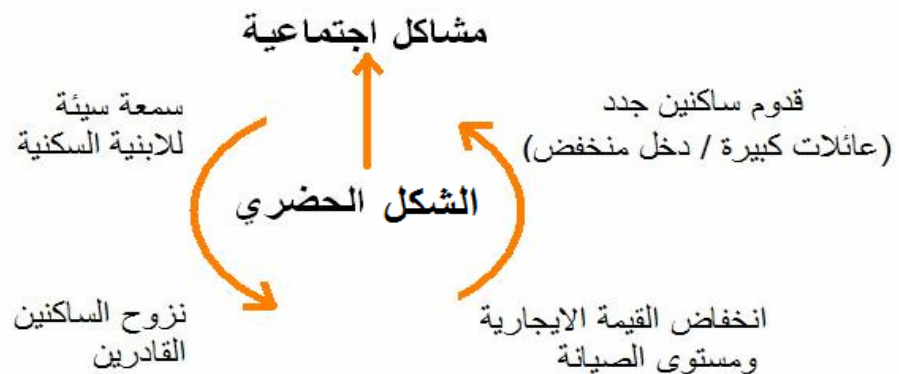 مشاكل اجتماعية
قدوم ساكنين جدد
(عائلات كبيرة / دخل منخفض)
سمعة سيئة
للابنية السكنية
الشكل الحضري
انخفاض القيمة الايجارية
ومستوى الصيانة
نزوح الساكنين
القادرين